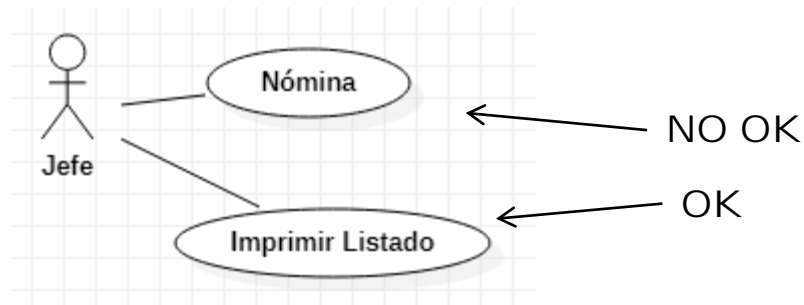 Nómina
NO OK
Jefe
OK
Imprimir Listado